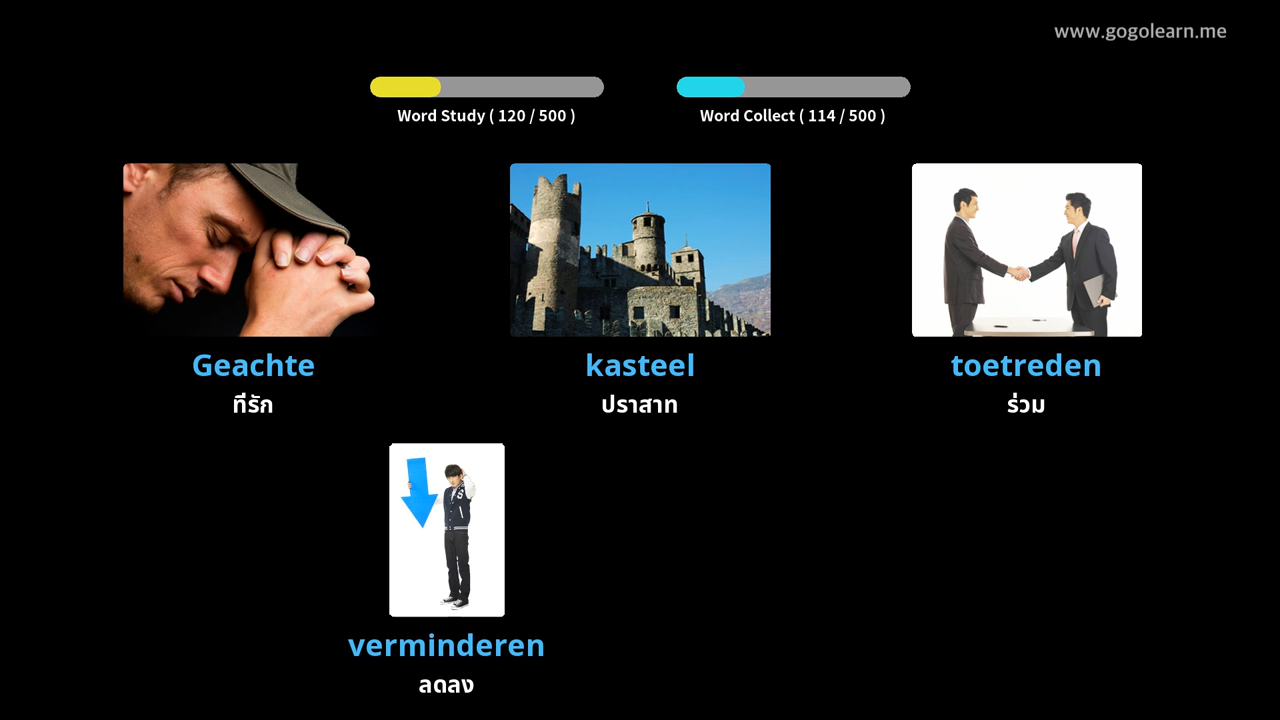 www.gogolearn.me
Word Study ( 120 / 500 )
Word Collect ( 114 / 500 )
Geachte
ที่รัก
kasteel
ปราสาท
toetreden
ร่วม
verminderen
ลดลง